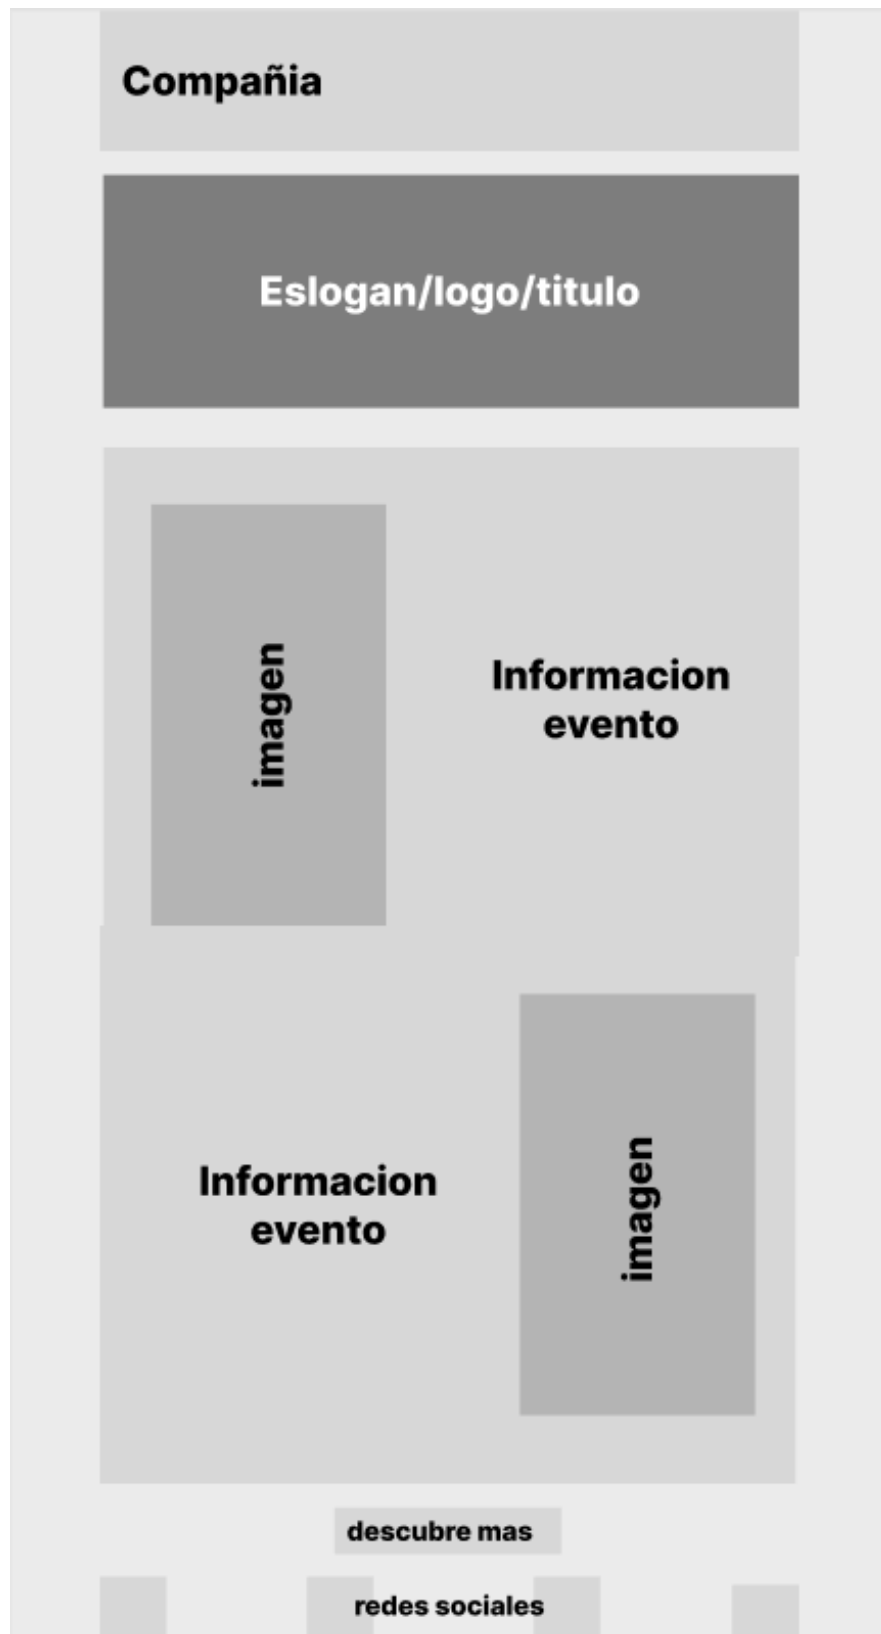 Compañia
Eslogan/logo/titulo
imagen
Informacion
evento
Informacion
evento
imagen
descubre mas
redes sociales